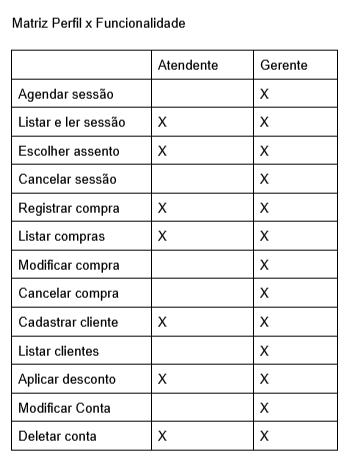 Matriz Perfil x Funcionalidade
Atendente Gerente
Agendar sessão X
Listar e ler sessão X X
Escolher assento X X
Cancelar sessão X
Registrar compra X X
Listar compras X X
Modificar compra X
Cancelar compra X
Cadastrar cliente X X
Listar clientes X
Aplicar desconto X X
Modificar Conta X
Deletar conta X X